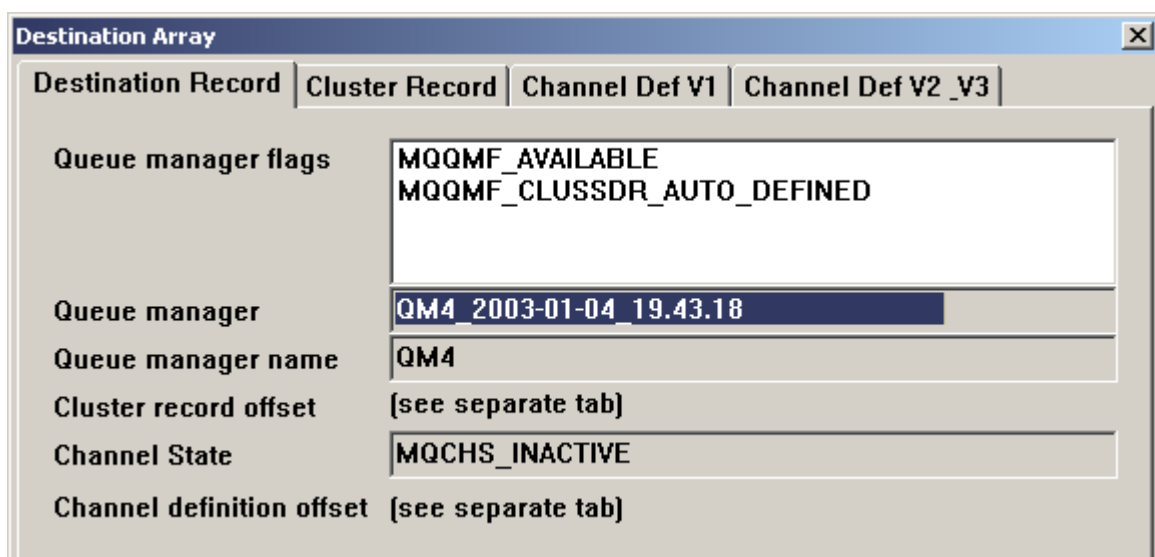 Destination Array
Destination Record Cluster Record Channel Def V1 Channel Def V2 _V3
Queue manager flags MQQMF_AVAILABLE
MQQMF_CLUSSDR_AUTO_DEFINED
Queue manager QM4_2003-01-04_19.43.18
Queue manager name QM4
Cluster record offset (see separate tab)
Channel State MQCHS_INACTIVE
Channel definition offset (see separate tab)